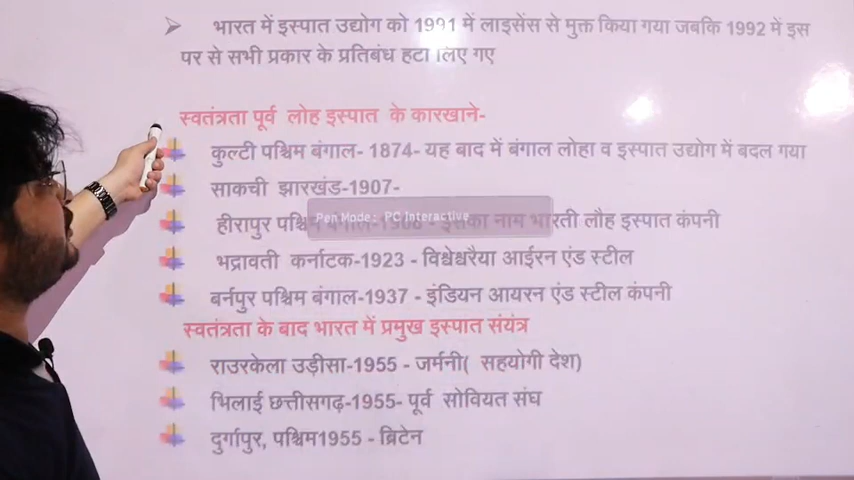 भारत में इस्पात उद्योग को 1991 में लाइसेंस से मुक्त किया गया जबकि 1992 में इस
पर से सभी प्रकार के प्रतिबंध हटा लिए गए
स्वतंत्रता पूर्व लोह इस्पात के कारखाने-
कुल्टी पश्चिम बंगाल- 1874- यह बाद में बंगाल लोहा व इस्पात उद्योग में बदल गया
साकची झारखंड-1907-
हीरापुर पश्चिम बंगाल-1908 - इसका नाम भारती लौह इस्पात कंपनी
Pen Mode : PC Interactive
भद्रावती कर्नाटक-1923 - विश्वेश्वरैया आईरन एंड स्टील
बर्नपुर पश्चिम बंगाल-1937 - इंडियन आयरन एंड स्टील कंपनी
स्वतंत्रता के बाद भारत में प्रमुख इस्पात संयंत्र
राउरकेला उड़ीसा-1955 - जर्मनी( सहयोगी देश)
भिलाई छत्तीसगढ़-1955- पूर्व सोवियत संघ
दुर्गापुर, पश्चिम1955 - ब्रिटेन